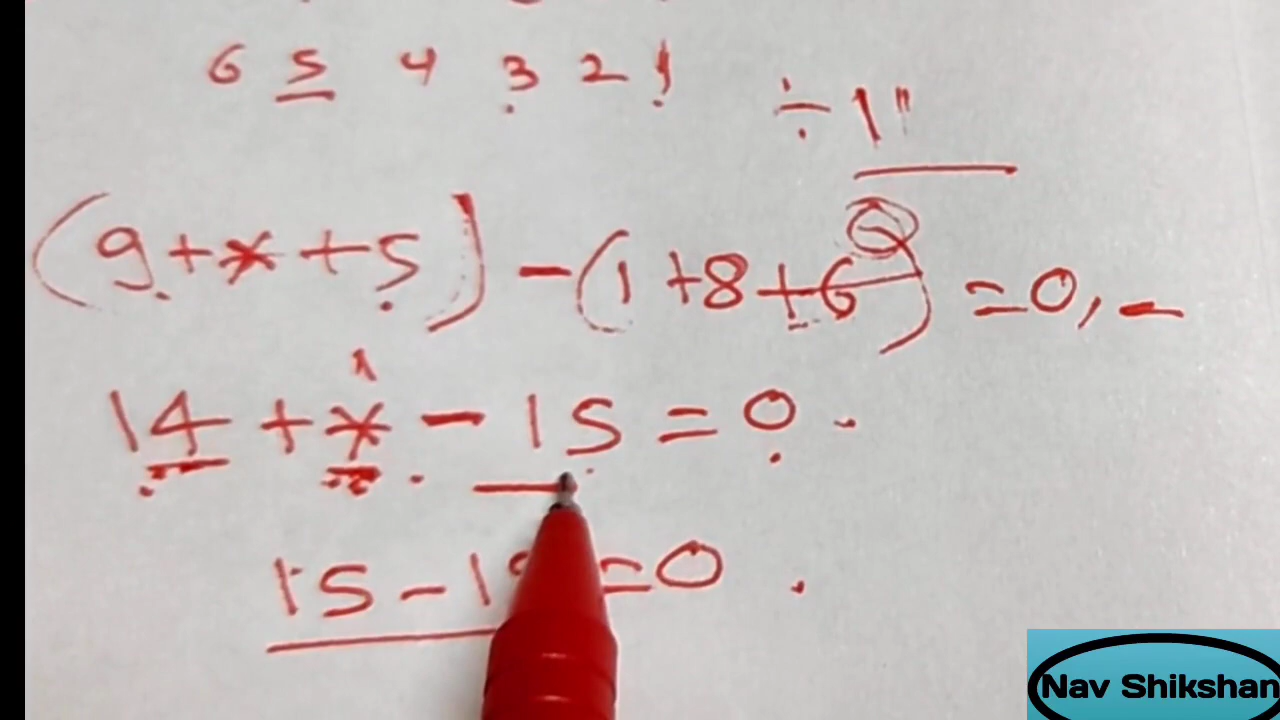 6 5 4 3 2 1
÷ 11
(9+*+5) - (1+8+6) = 0, -
1
14 + * - 15 = 0
15 - 1 = 0
Nav Shikshan